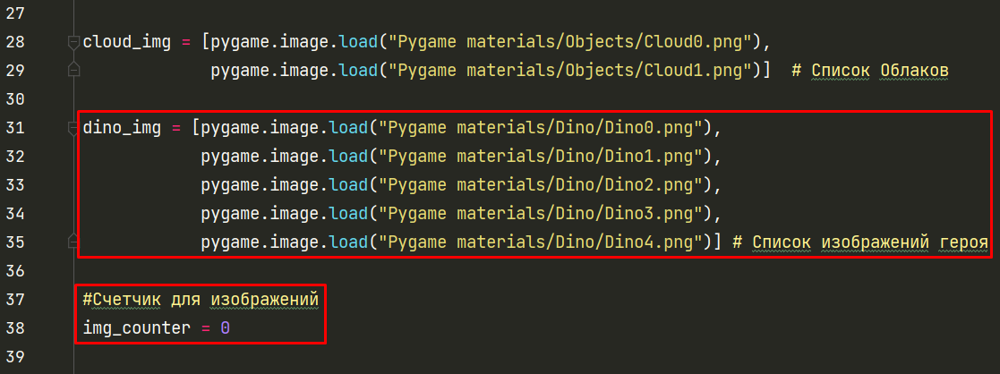 27
28 cloud_img = [pygame.image.load("Pygame materials/Objects/Cloud0.png"),
29 pygame.image.load("Pygame materials/Objects/Cloud1.png")]  # Список Облаков
30
31 dino_img = [pygame.image.load("Pygame materials/Dino/Dino0.png"),
32 pygame.image.load("Pygame materials/Dino/Dino1.png"),
33 pygame.image.load("Pygame materials/Dino/Dino2.png"),
34 pygame.image.load("Pygame materials/Dino/Dino3.png"),
35 pygame.image.load("Pygame materials/Dino/Dino4.png")] # Список изображений героя
36
37 #Счетчик для изображений
38 img_counter = 0
39